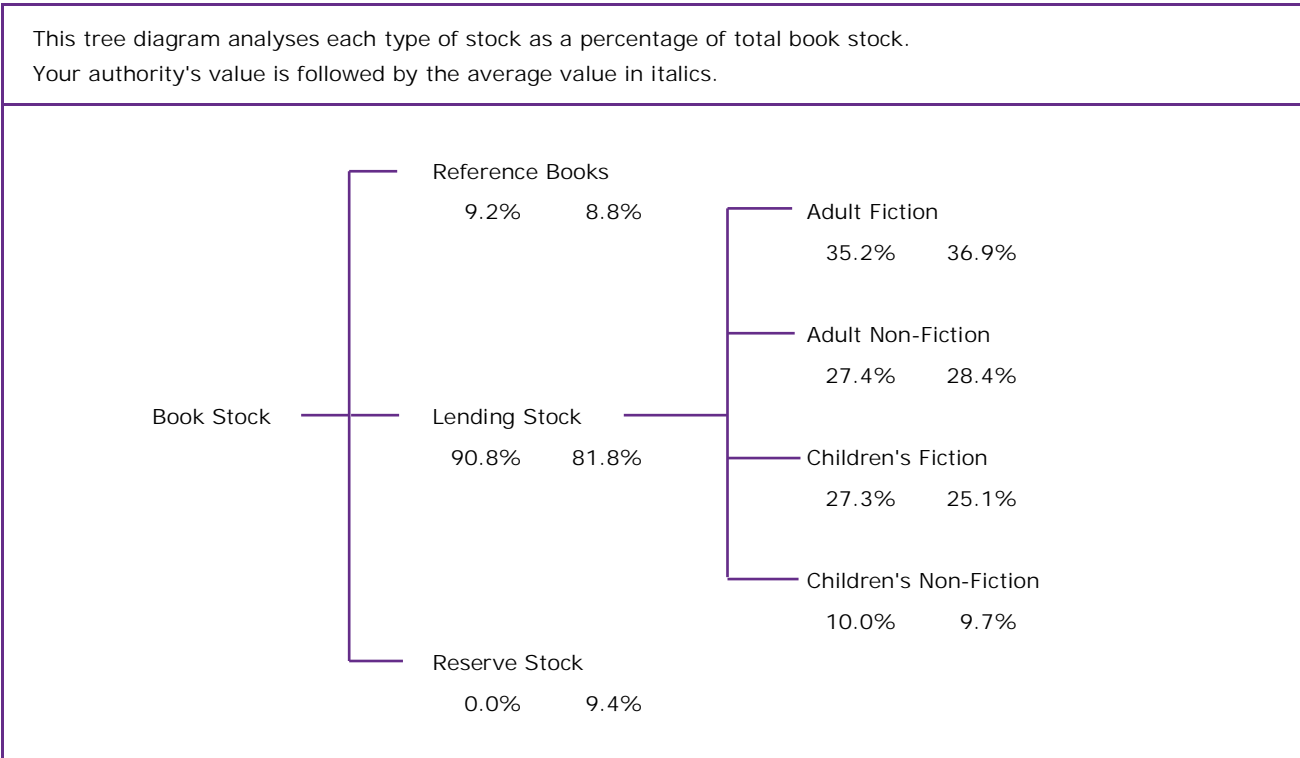 This tree diagram analyses each type of stock as a percentage of total book stock.
Your authority's value is followed by the average value in italics.
Reference Books
9.2% 8.8%
Adult Fiction
35.2% 36.9%
Adult Non-Fiction
27.4% 28.4%
Book Stock
Lending Stock
90.8% 81.8%
Children's Fiction
27.3% 25.1%
Children's Non-Fiction
10.0% 9.7%
Reserve Stock
0.0% 9.4%